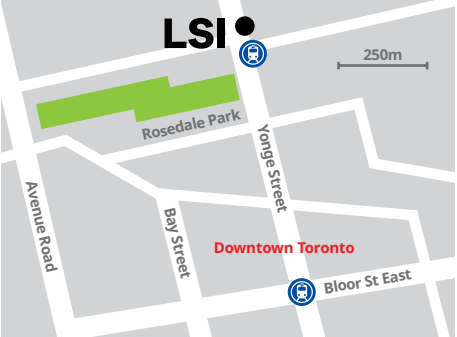 LSI
250m
Rosedale Park
Yonge Street
Avenue Road
Bay Street
Downtown Toronto
Bloor St East